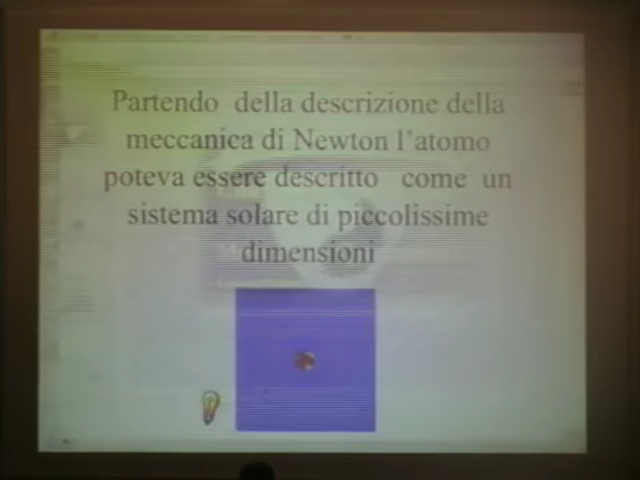 Partendo della descrizione della
meccanica di Newton l'atomo
poteva essere descritto come un
sistema solare di piccolissime
dimensioni